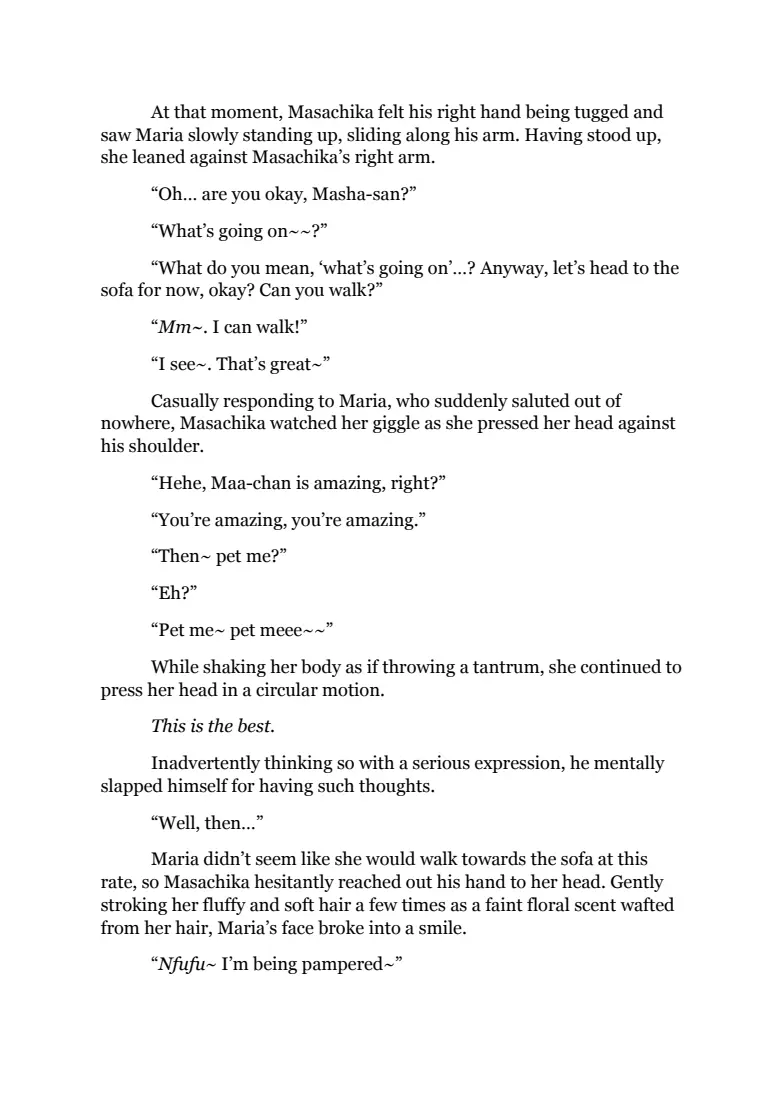 At that moment, Masachika felt his right hand being tugged and
saw Maria slowly standing up, sliding along his arm. Having stood up,
she leaned against Masachika’s right arm.
“Oh... are you okay, Masha-san?”
“What’s going on~~?”
“What do you mean, ‘what’s going on’...? Anyway, let’s head to the
sofa for now, okay? Can you walk?”
“Mm~. I can walk!”
“I see~. That’s great~”
Casually responding to Maria, who suddenly saluted out of
nowhere, Masachika watched her giggle as she pressed her head against
his shoulder.
“Hehe, Maa-chan is amazing, right?”
“You’re amazing, you’re amazing.”
“Then~ pet me?”
“Eh?”
“Pet me~ pet meee~~”
While shaking her body as if throwing a tantrum, she continued to
press her head in a circular motion.
This is the best.
Inadvertently thinking so with a serious expression, he mentally
slapped himself for having such thoughts.
“Well, then...”
Maria didn’t seem like she would walk towards the sofa at this
rate, so Masachika hesitantly reached out his hand to her head. Gently
stroking her fluffy and soft hair a few times as a faint floral scent wafted
from her hair, Maria’s face broke into a smile.
“Nfufu~ I’m being pampered~”